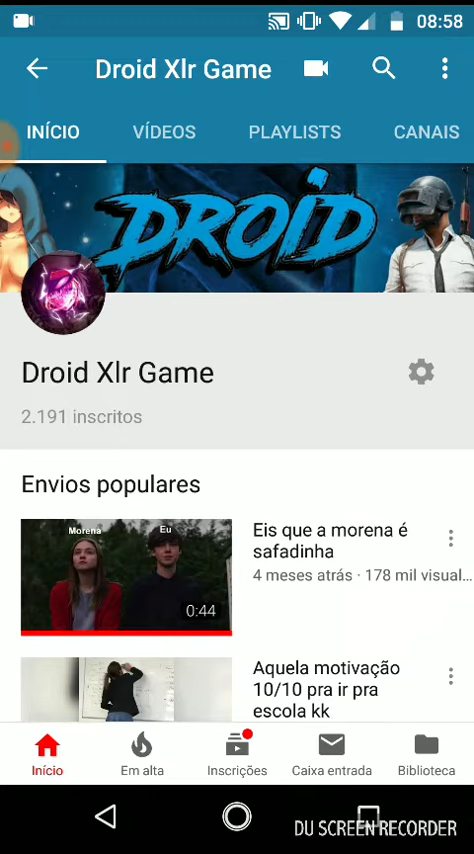 08:58
Droid Xlr Game
INÍCIO VÍDEOS PLAYLISTS CANAIS
DROID
Droid Xlr Game
2.191 inscritos
Envios populares
Morena Eu
0:44
Eis que a morena é
safadinha
4 meses atrás · 178 mil visual...
Aquela motivação
10/10 pra ir pra
escola kk
Início Em alta Inscrições Caixa entrada Biblioteca
DU SCREEN RECORDER